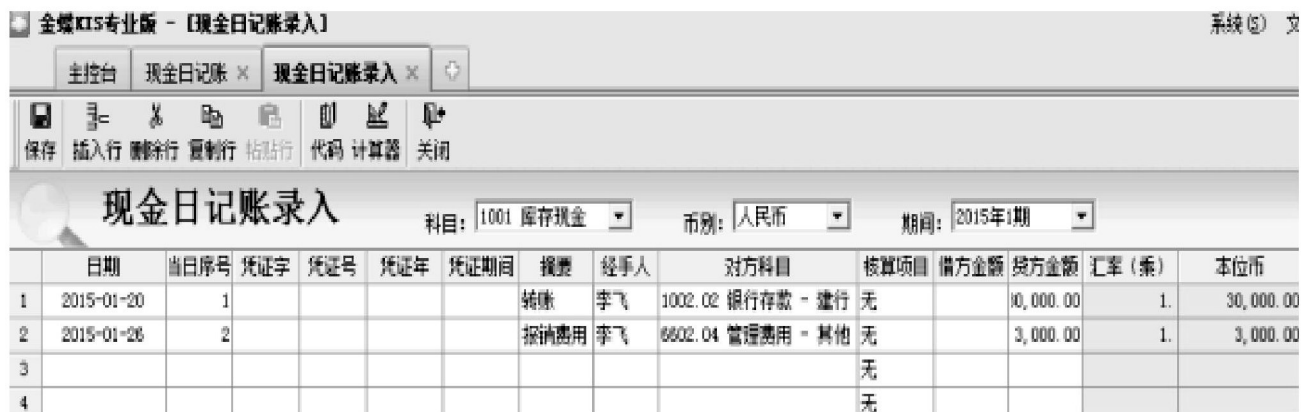 金蝶KIS专业版 - [现金日记账录入] 系统(S) 文
主控台 现金日记账 × 现金日记账录入 ×
保存 插入行 删除行 复制行 粘贴行 代码 计算器 关闭
现金日记账录入 科目: 1001 库存现金 币别: 人民币 期间: 2015年1期
日期 当日序号 凭证字 凭证号 凭证年 凭证期间 摘要 经手人 对方科目 核算项目 借方金额 贷方金额 汇率(乘) 本位币
1 2015-01-20 1 转账 李飞 1002.02 银行存款 - 建行 无 0,000.00 1. 30,000.00
2 2015-01-26 2 报销费用 李飞 6602.04 管理费用 - 其他 无 3,000.00 1. 3,000.00
3 无
4 无